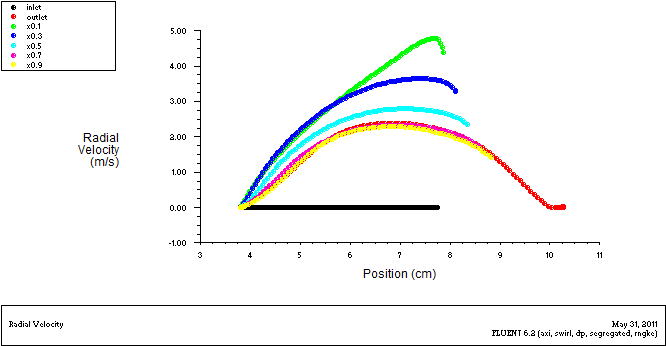 inlet
outlet
x0.1
x0.3
x0.5
x0.7
x0.9
5.00
4.00
3.00
2.00
1.00
0.00
-1.00
Radial
Velocity
(m/s)
3 4 5 6 7 8 9 10 11
Position (cm)
Radial Velocity
May 31, 2011
FLUENT 6.2 (axi, swirl, dp, segregated, rngke)